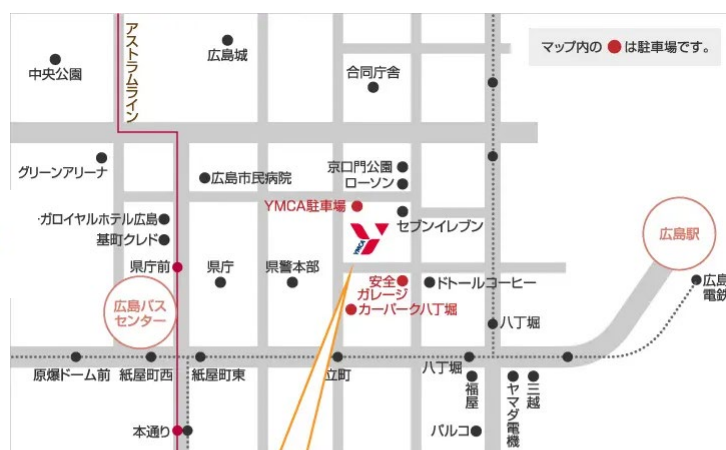 マップ内の●は駐車場です。
アストラムライン
広島城
中央公園
合同庁舎
グリーンアリーナ
広島市民病院
京口門公園
ローソン
YMCA駐車場
セブンイレブン
YMCA
・ガロイヤルホテル広島
基町クレド
広島駅
県庁前
県庁
県警本部
安全
ガレージ
ドトールコーヒー
広島
電鉄
カーパーク八丁堀
広島バス
センター
八丁堀
原爆ドーム前
紙屋町西
紙屋町東
立町
八丁堀
福屋
ヤマダ電機
三越
本通り
パルコ